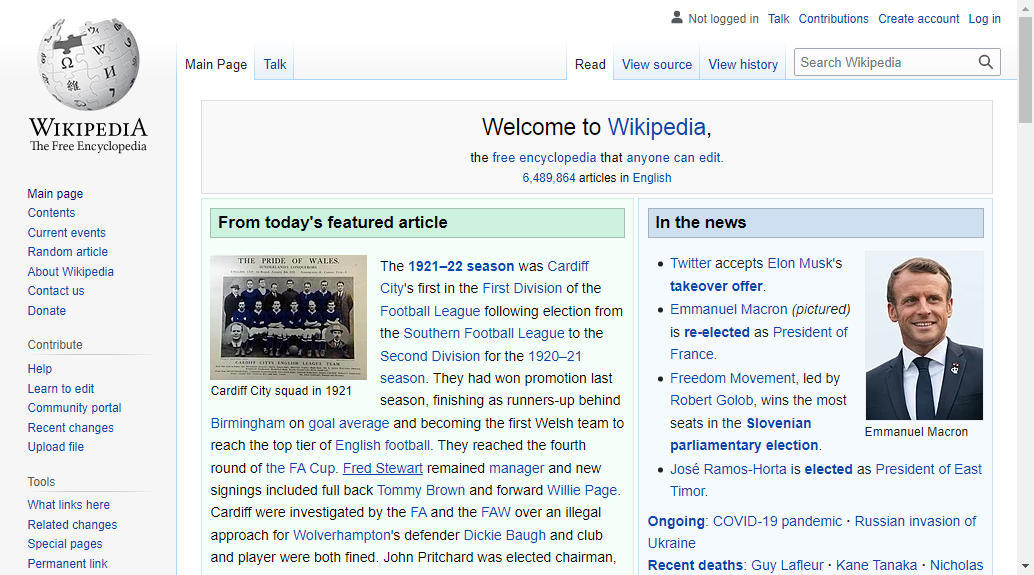 Not logged in Talk Contributions Create account Log in
Main Page Talk Read View source View history Search Wikipedia
WIKIPEDIA
The Free Encyclopedia
Main page
Contents
Current events
Random article
About Wikipedia
Contact us
Donate
Contribute
Help
Learn to edit
Community portal
Recent changes
Upload file
Tools
What links here
Related changes
Special pages
Permanent link
Welcome to Wikipedia,
the free encyclopedia that anyone can edit.
6,489,864 articles in English
From today's featured article
THE PRIDE OF WALES.
CARDIFF CITY'S ENGLISH LEAGUE TEAM
Cardiff City squad in 1921
The 1921–22 season was Cardiff
City's first in the First Division of the
Football League following election from
the Southern Football League to the
Second Division for the 1920–21
season. They had won promotion last
season, finishing as runners-up behind
Birmingham on goal average and becoming the first Welsh team to
reach the top tier of English football. They reached the fourth
round of the FA Cup. Fred Stewart remained manager and new
signings included full back Tommy Brown and forward Willie Page.
Cardiff were investigated by the FA and the FAW over an illegal
approach for Wolverhampton's defender Dickie Baugh and club
and player were both fined. John Pritchard was elected chairman,
In the news
• Twitter accepts Elon Musk's
takeover offer.
• Emmanuel Macron (pictured)
is re-elected as President of
France.
• Freedom Movement, led by
Robert Golob, wins the most
seats in the Slovenian
parliamentary election.
Emmanuel Macron
• José Ramos-Horta is elected as President of East
Timor.
Ongoing: COVID-19 pandemic · Russian invasion of
Ukraine
Recent deaths: Guy Lafleur · Kane Tanaka · Nicholas